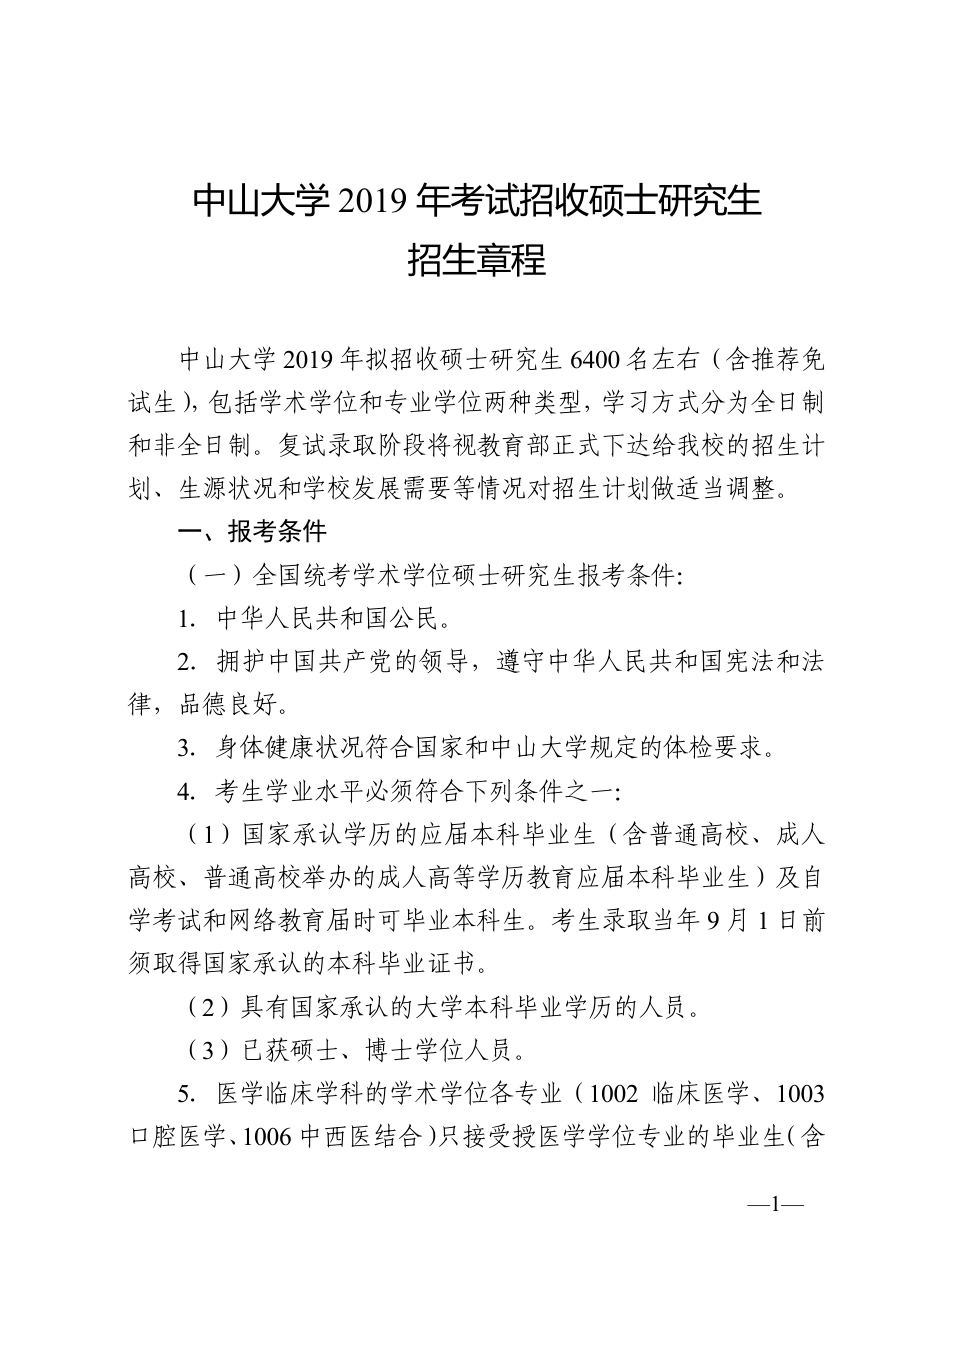 中山大学 2019 年考试招收硕士研究生
招生章程
中山大学 2019 年拟招收硕士研究生 6400 名左右（含推荐免
试生），包括学术学位和专业学位两种类型，学习方式分为全日制
和非全日制。复试录取阶段将视教育部正式下达给我校的招生计
划、生源状况和学校发展需要等情况对招生计划做适当调整。
一、报考条件
（一）全国统考学术学位硕士研究生报考条件：
1. 中华人民共和国公民。
2. 拥护中国共产党的领导，遵守中华人民共和国宪法和法
律，品德良好。
3. 身体健康状况符合国家和中山大学规定的体检要求。
4. 考生学业水平必须符合下列条件之一：
（1）国家承认学历的应届本科毕业生（含普通高校、成人
高校、普通高校举办的成人高等学历教育应届本科毕业生）及自
学考试和网络教育届时可毕业本科生。考生录取当年 9 月 1 日前
须取得国家承认的本科毕业证书。
（2）具有国家承认的大学本科毕业学历的人员。
（3）已获硕士、博士学位人员。
5. 医学临床学科的学术学位各专业（1002 临床医学、1003
口腔医学、1006 中西医结合）只接受授医学学位专业的毕业生（含
—1—